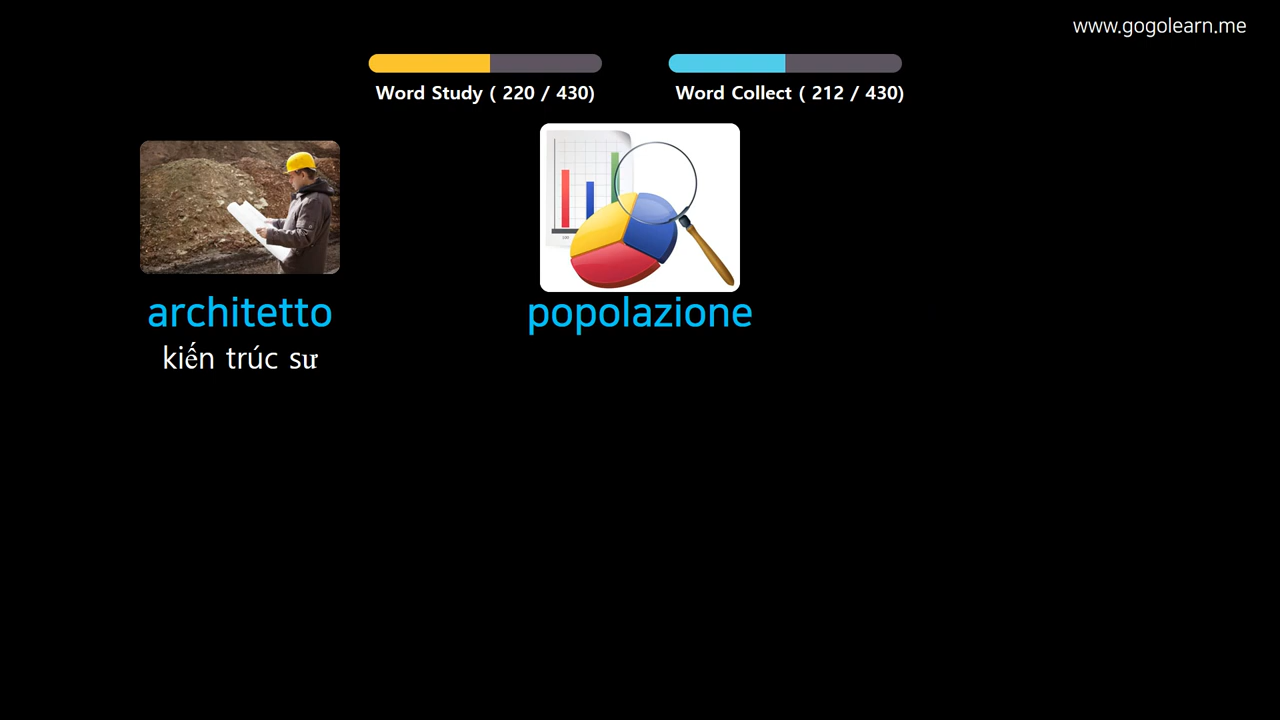 www.gogolearn.me
Word Study ( 220 / 430)
Word Collect ( 212 / 430)
architetto
kiến trúc sư
popolazione